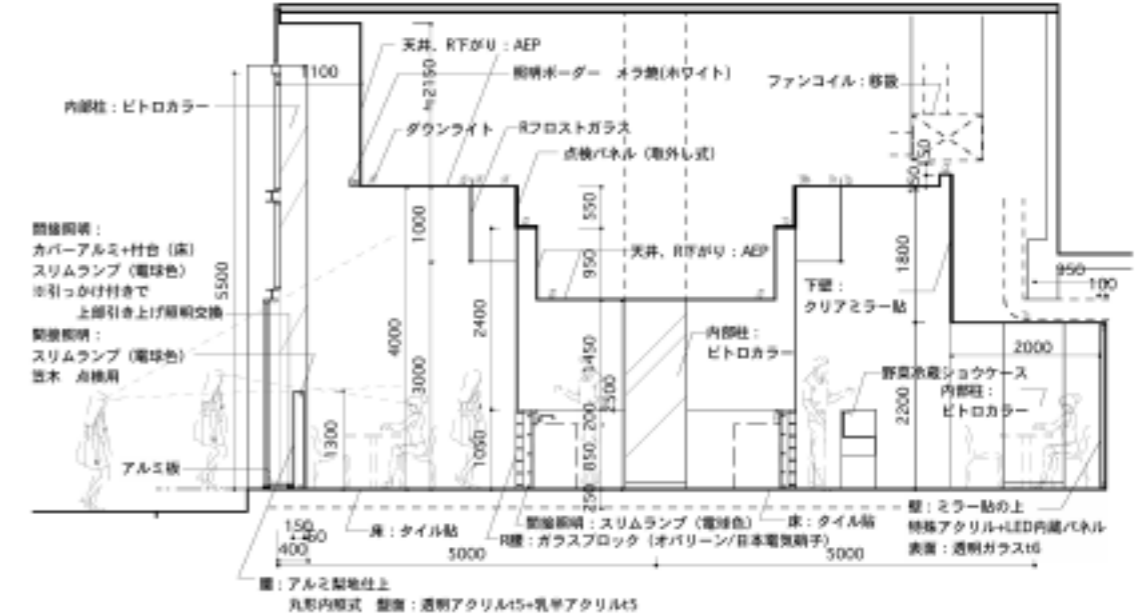 天井、R下がり：AEP
照明ボーダー　メラ焼(ホワイト)
1100
≒2150
ファンコイル：移設
内部柱：ビトロカラー
ダウンライト
Rフロストガラス
点検パネル（取外し式）
150
550
1000
間接照明：
カバーアルミ+付台（床）
スリムランプ（電球色）
※引っかけ付きで
上部引き上げ照明交換
間接照明：
スリムランプ（電球色）
笠木　点検用
5500
950
天井、R下がり：AEP
1800
下壁：
クリアミラー貼
950
100
4000
2400
3000
1450
2500
内部柱：
ビトロカラー
2000
野菜冷蔵ショウケース
内部柱：
ビトロカラー
2200
1300
1050
200
850
250
アルミ板
150
400
床：タイル貼
間接照明：スリムランプ（電球色）
R腰：ガラスブロック（オパリーン/日本電気硝子）
床：タイル貼
壁：ミラー貼の上
特殊アクリル+LED内蔵パネル
表面：透明ガラスt6
5000
5000
アルミ梨地仕上
丸形内照式　盤面：透明アクリルt5+乳半アクリルt5